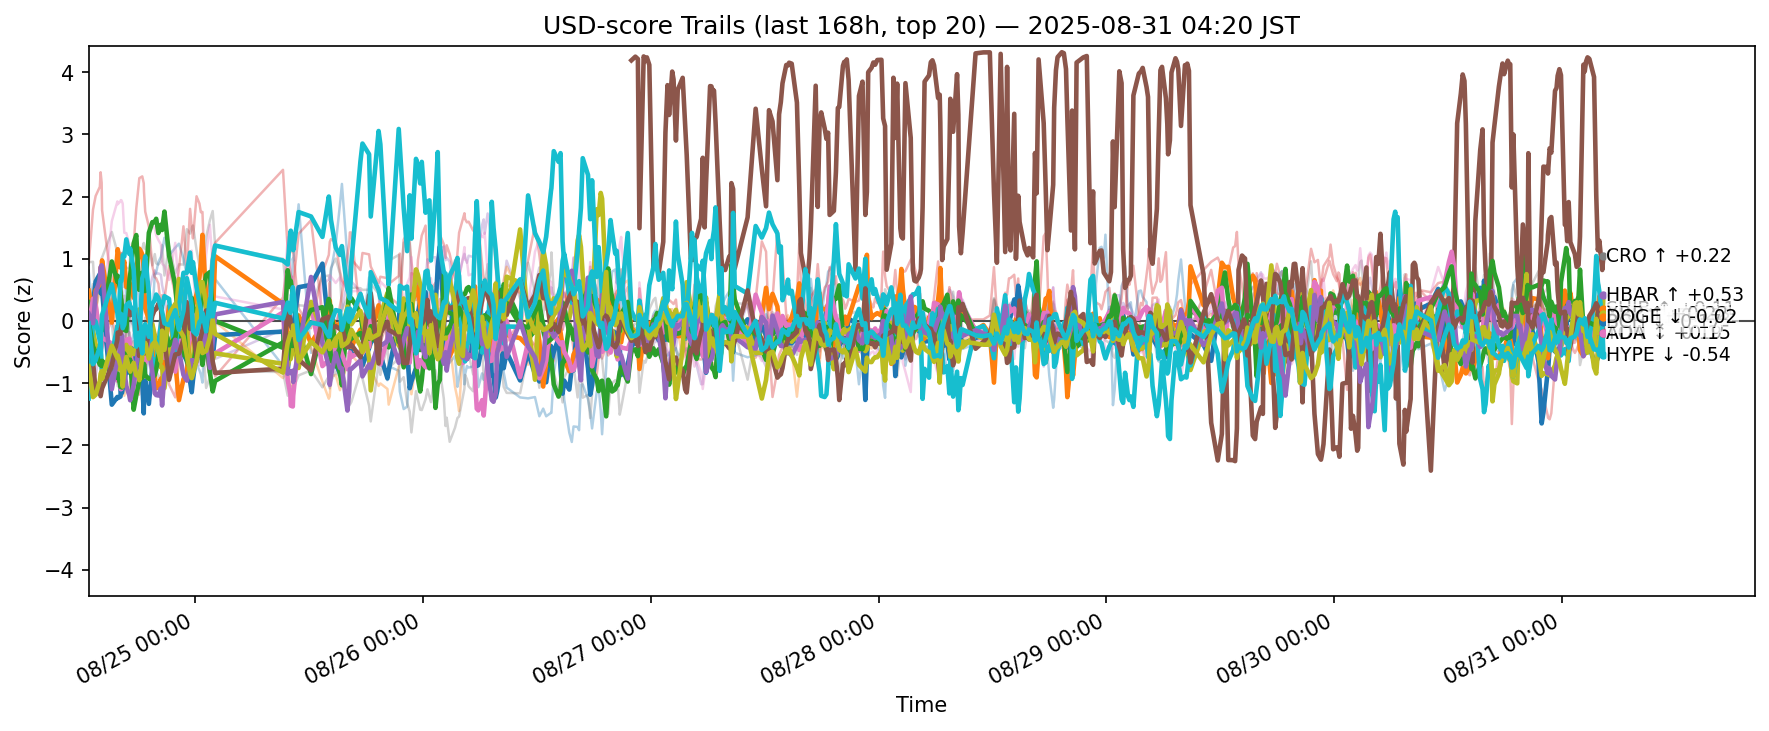 USD-score Trails (last 168h, top 20) — 2025-08-31 04:20 JST
Score (z)
4
3
2
1
0
−1
−2
−3
−4
CRO ↑ +0.22
HBAR ↑ +0.53
DOGE ↓ -0.02
ADA
HYPE ↓ -0.54
08/25 00:00
08/26 00:00
08/27 00:00
08/28 00:00
08/29 00:00
08/30 00:00
08/31 00:00
Time